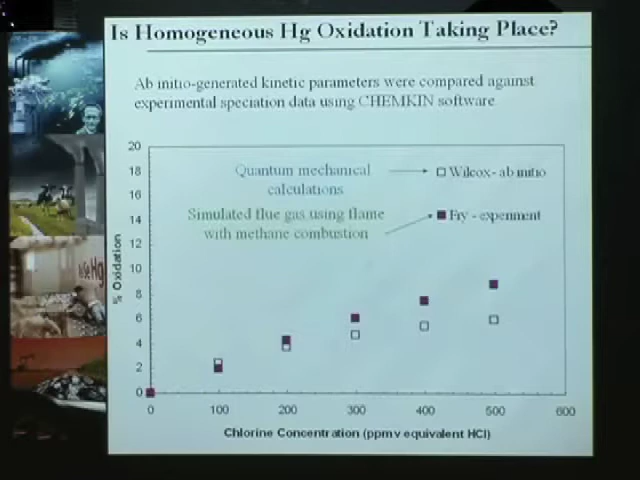 Is Homogeneous Hg Oxidation Taking Place?
Ab initio-generated kinetic parameters were compared against
experimental speciation data using CHEMKIN software
20
18
16
14
12
10
8
6
4
2
0
% Oxidation
Quantum mechanical
calculations
Wilcox - ab initio
Simulated flue gas using flame
with methane combustion
Fry - experiment
0 100 200 300 400 500 600
Chlorine Concentration (ppmv equivalent HCl)
Hg